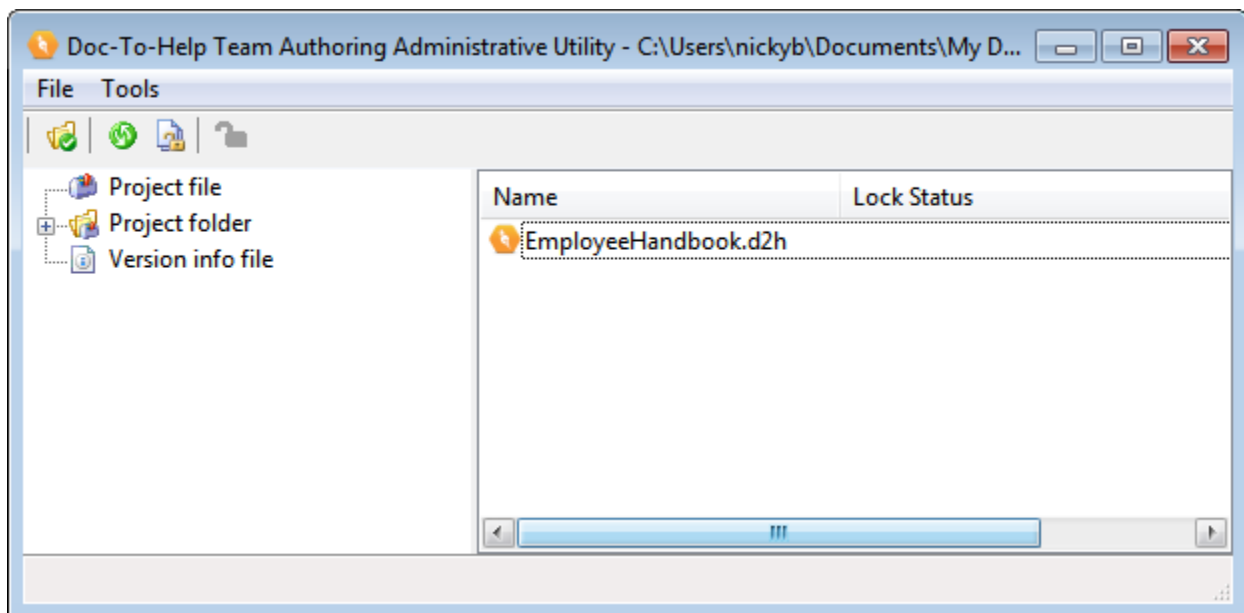 Doc-To-Help Team Authoring Administrative Utility - C:\Users\nickyb\Documents\My D...
File Tools
Project file
Project folder
Version info file
Name Lock Status
EmployeeHandbook.d2h